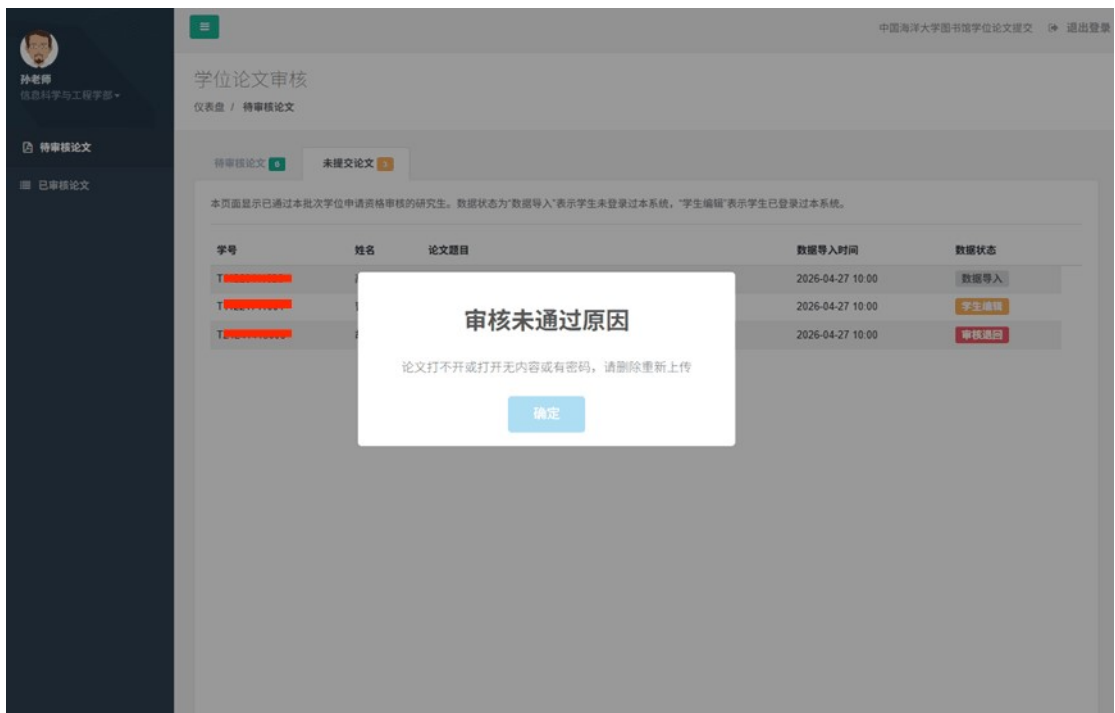 中国海洋大学图书馆学位论文提交 退出登录
孙老师
信息科学与工程学部
学位论文审核
仪表盘 / 待审核论文
待审核论文
已审核论文
待审核论文 0
未提交论文 3
本页面显示已通过本批次学位申请资格审核的研究生。数据状态为“数据导入”表示学生未登录过本系统，“学生编辑”表示学生已登录过本系统。
学号 姓名 论文题目 数据导入时间 数据状态
T 2026-04-27 10:00 数据导入
T 2026-04-27 10:00 学生编辑
T 2026-04-27 10:00 审核退回
审核未通过原因
论文打不开或打开无内容或有密码，请删除重新上传
确定